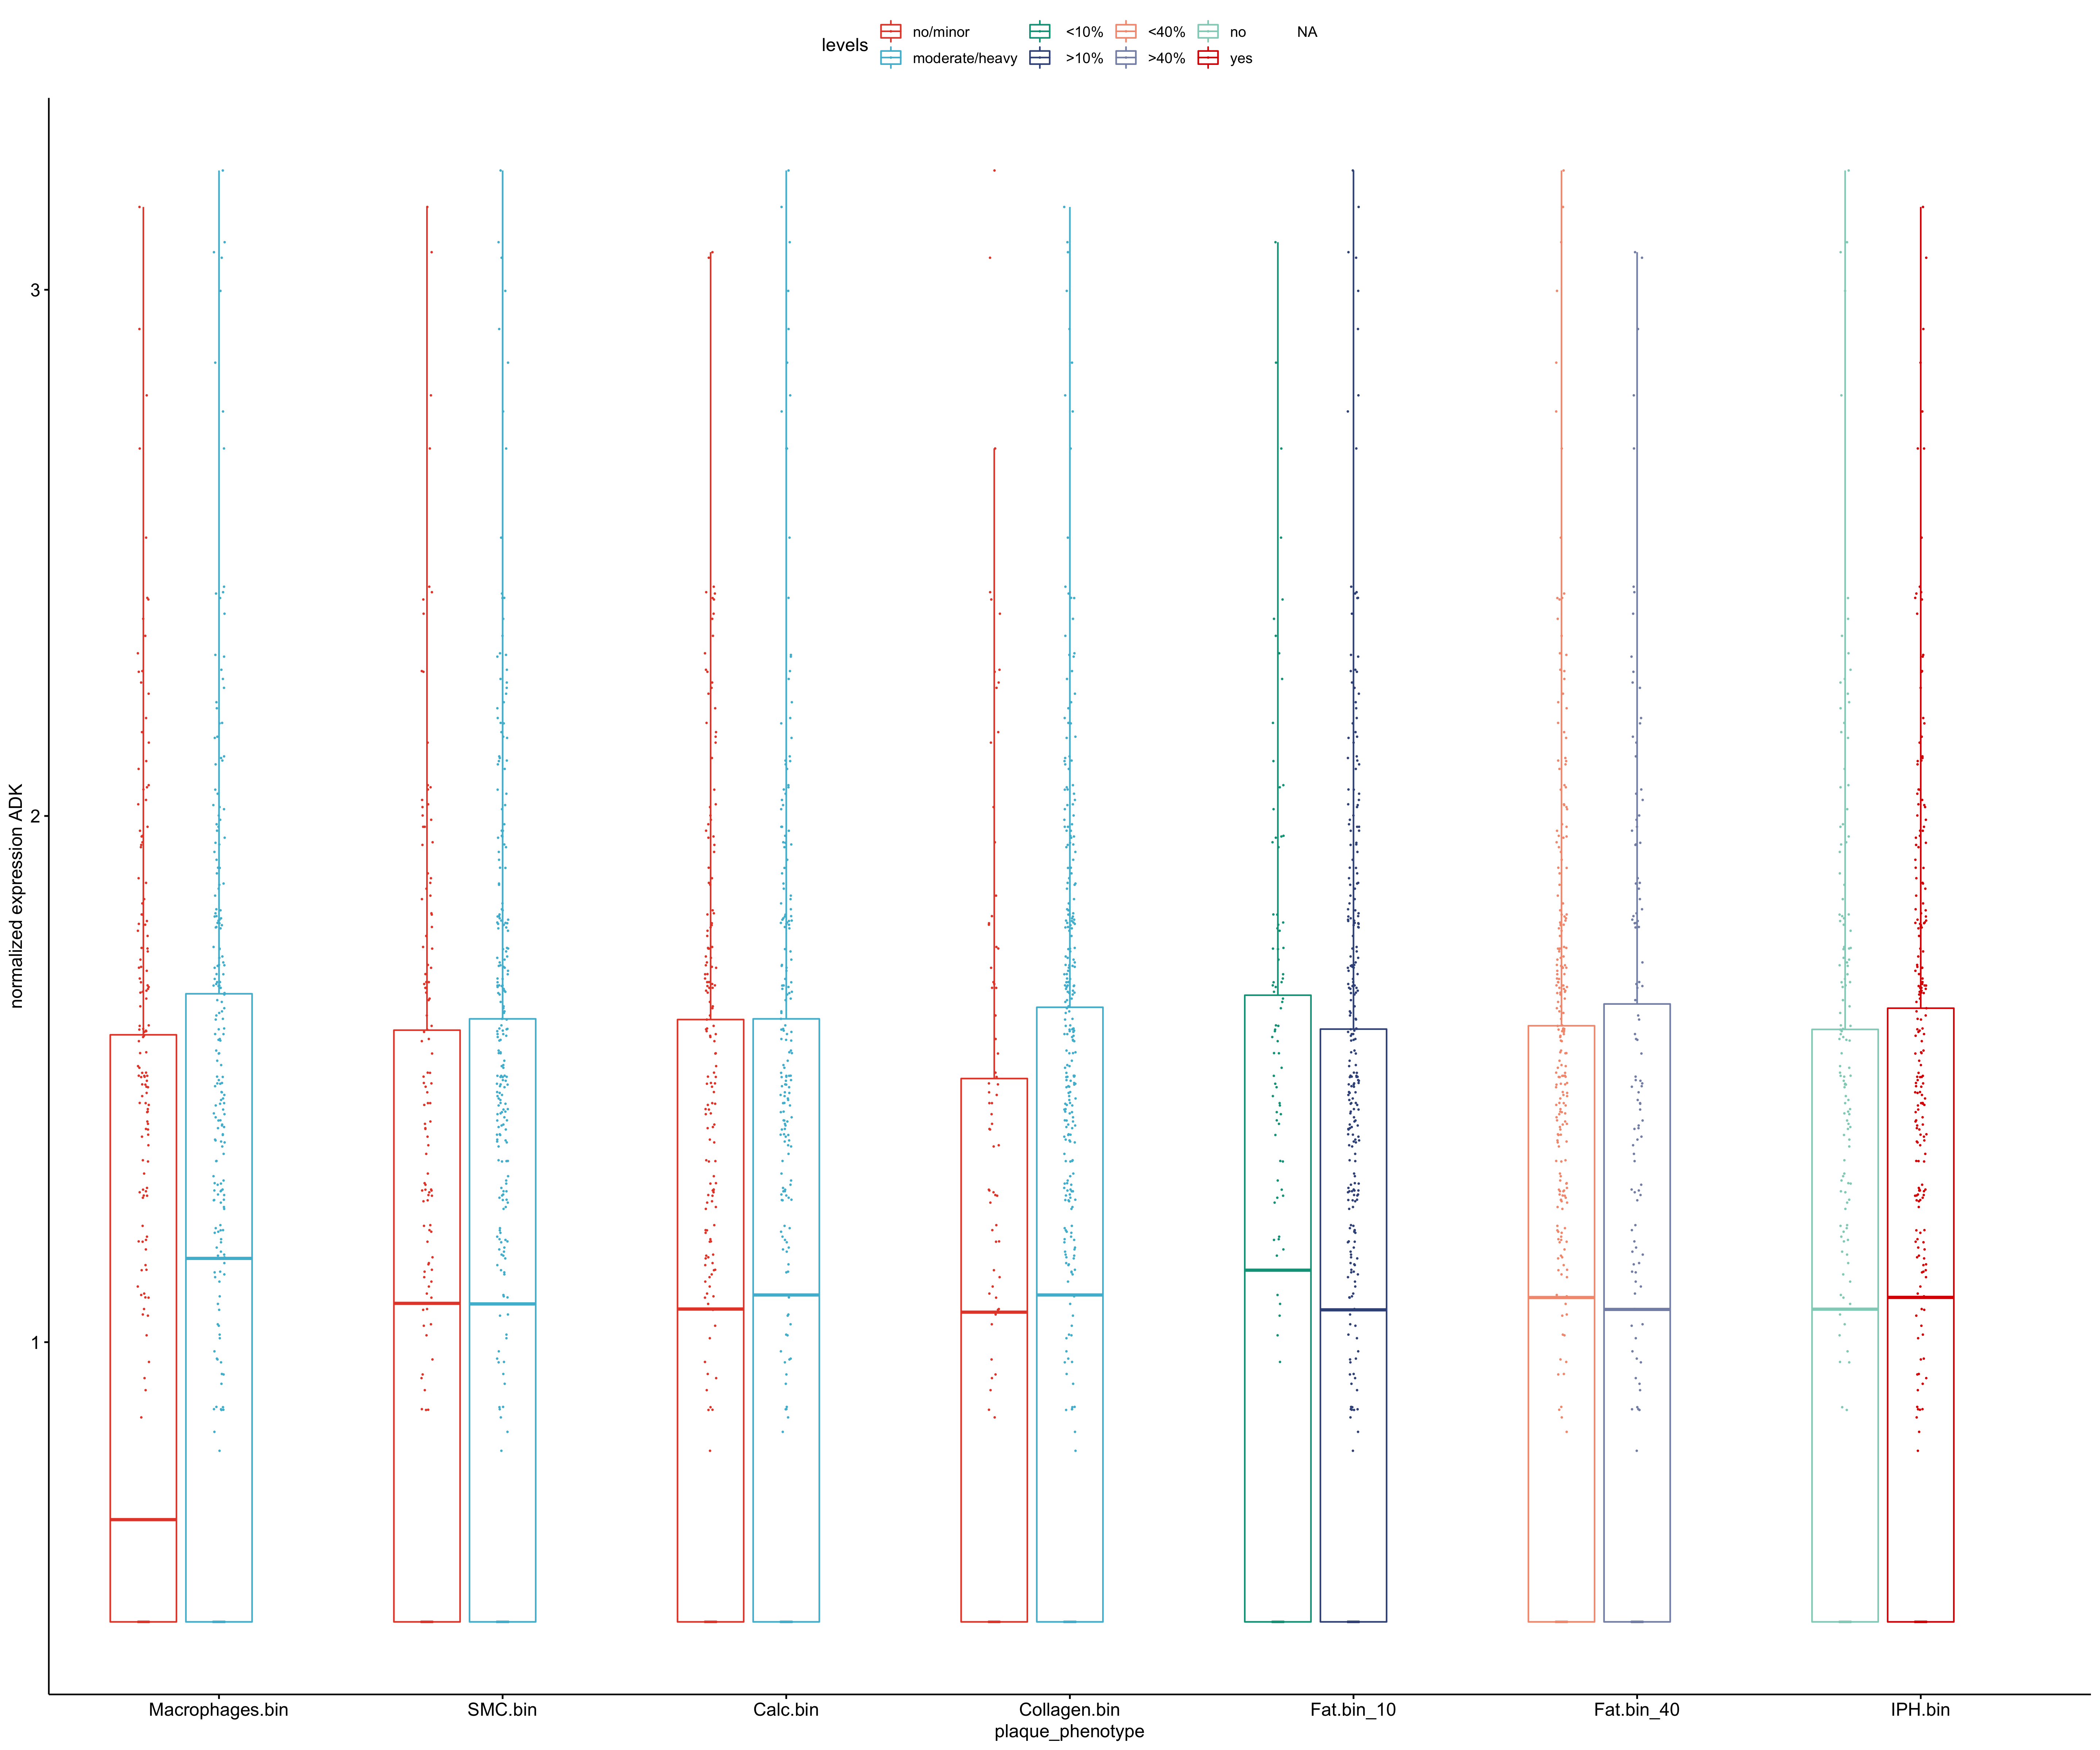 levels no/minor <10% <40% no NA
moderate/heavy >10% >40% yes
3
2
1
normalized expression ADK
Macrophages.bin SMC.bin Calc.bin Collagen.bin Fat.bin_10 Fat.bin_40 IPH.bin
plaque_phenotype